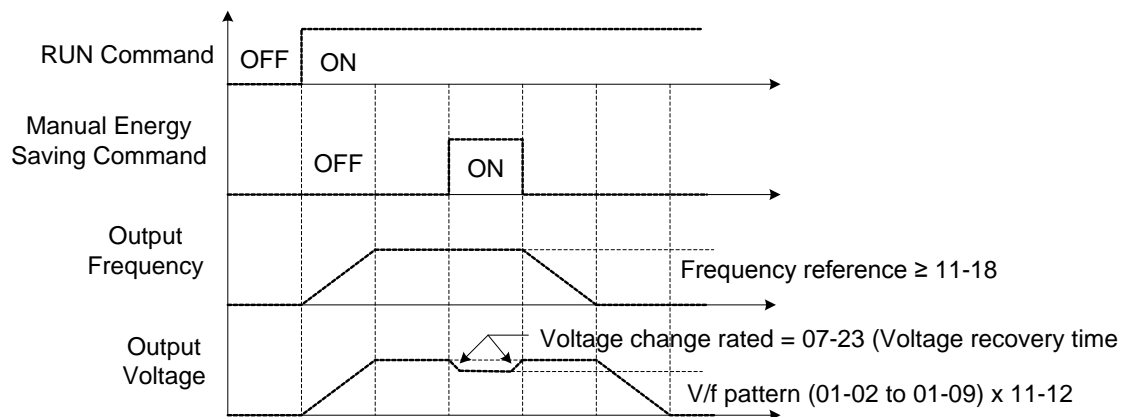 RUN Command
OFF
ON
Manual Energy
Saving Command
OFF
ON
Output
Frequency
Frequency reference ≥ 11-18
Output
Voltage
Voltage change rated = 07-23 (Voltage recovery time
V/f pattern (01-02 to 01-09) x 11-12